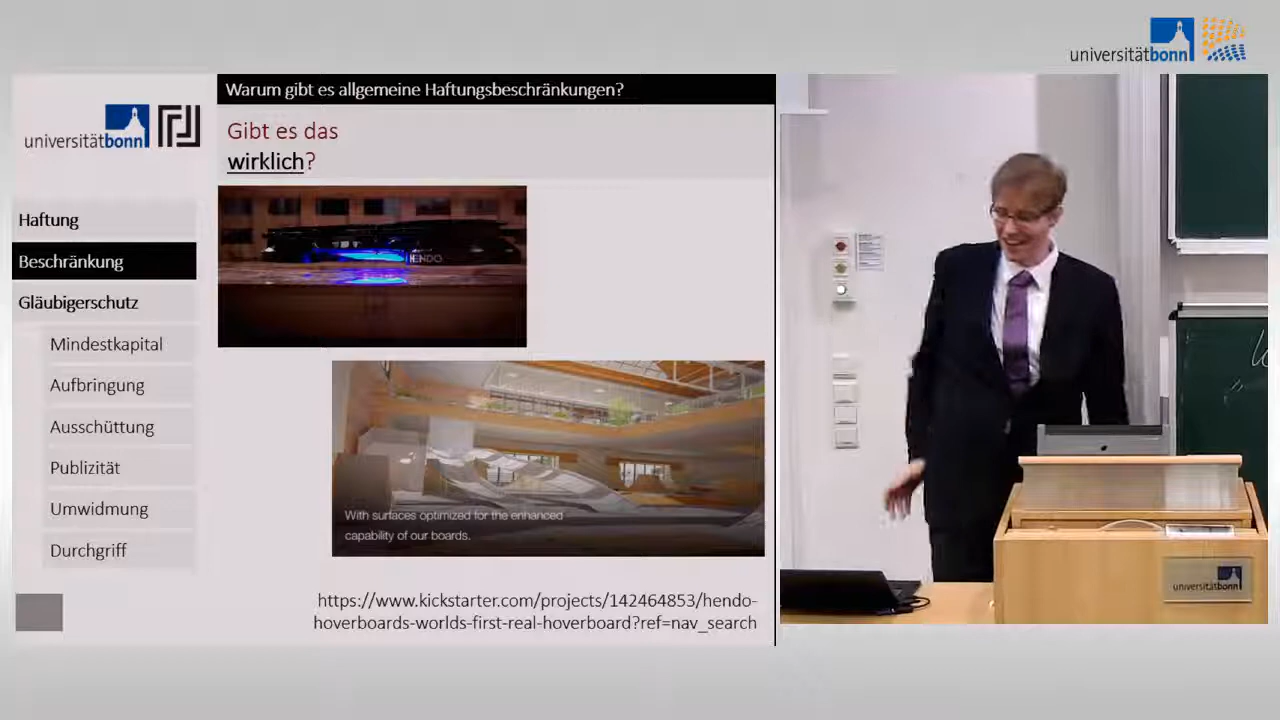 universitätbonn
Warum gibt es allgemeine Haftungsbeschränkungen?
universitätbonn
Gibt es das
wirklich?
Haftung
Beschränkung
Gläubigerschutz
Mindestkapital
Aufbringung
Ausschüttung
Publizität
Umwidmung
Durchgriff
HENDO
With surfaces optimized for the enhanced
capability of our boards.
https://www.kickstarter.com/projects/142464853/hendo-
hoverboards-worlds-first-real-hoverboard?ref=nav_search
universitätbonn